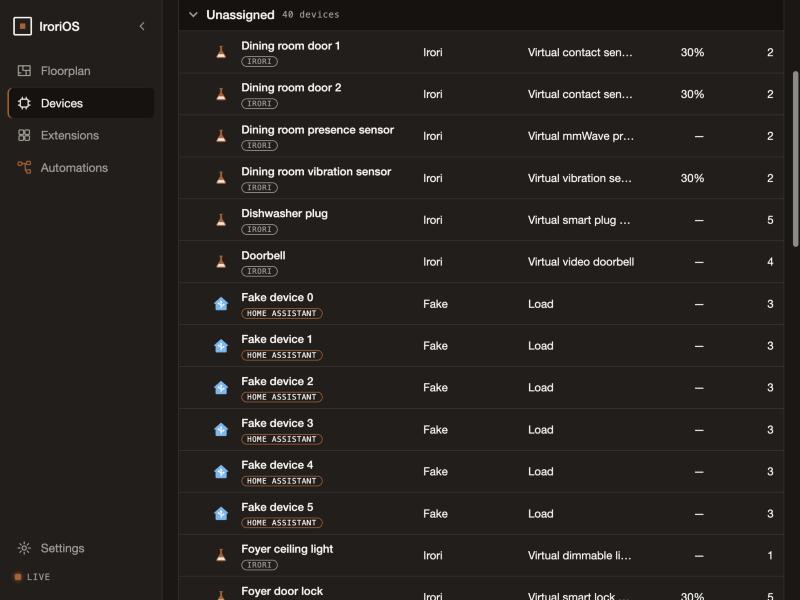 IroriOS
Floorplan
Devices
Extensions
Automations
Settings
LIVE
Unassigned 40 devices
Dining room door 1 Irori Virtual contact sen… 30% 2
IRORI
Dining room door 2 Irori Virtual contact sen… 30% 2
IRORI
Dining room presence sensor Irori Virtual mmWave pr… — 2
IRORI
Dining room vibration sensor Irori Virtual vibration se… 30% 2
IRORI
Dishwasher plug Irori Virtual smart plug … — 5
IRORI
Doorbell Irori Virtual video doorbell — 4
IRORI
Fake device 0 Fake Load — 3
HOME ASSISTANT
Fake device 1 Fake Load — 3
HOME ASSISTANT
Fake device 2 Fake Load — 3
HOME ASSISTANT
Fake device 3 Fake Load — 3
HOME ASSISTANT
Fake device 4 Fake Load — 3
HOME ASSISTANT
Fake device 5 Fake Load — 3
HOME ASSISTANT
Foyer ceiling light Irori Virtual dimmable li… — 1
IRORI
Foyer door lock Irori Virtual smart lock … 30% 5